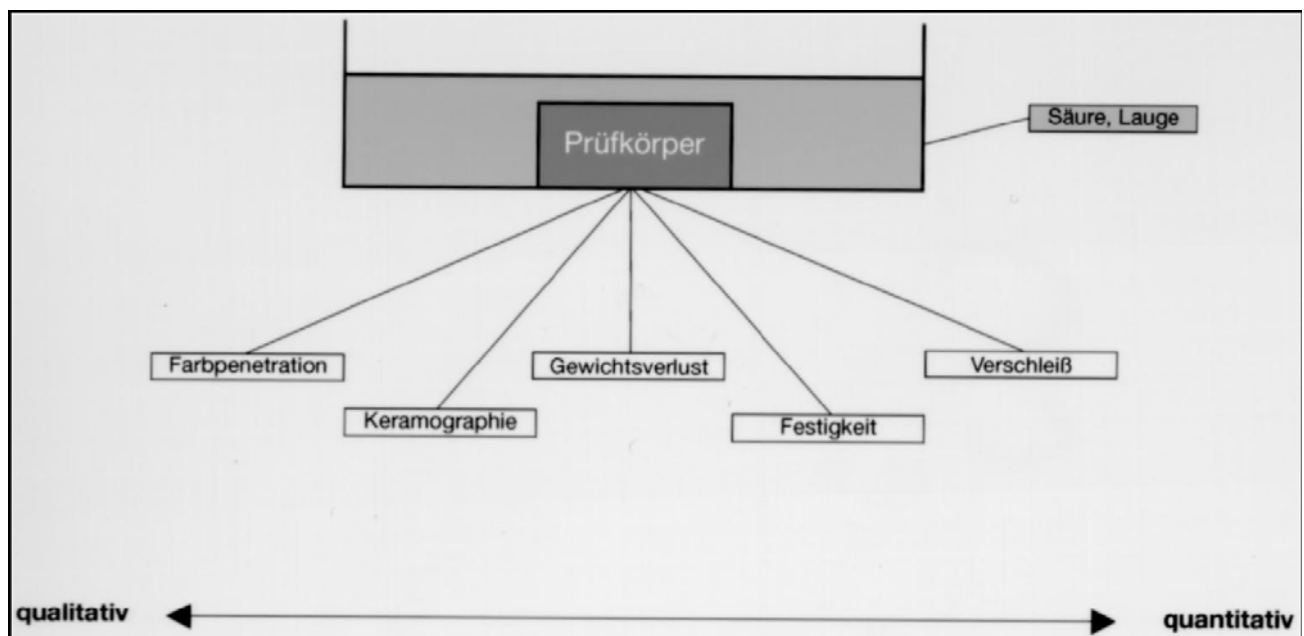 Prüfkörper
Säure, Lauge
Farbpenetration
Gewichtsverlust
Verschleiß
Keramographie
Festigkeit
qualitativ
quantitativ